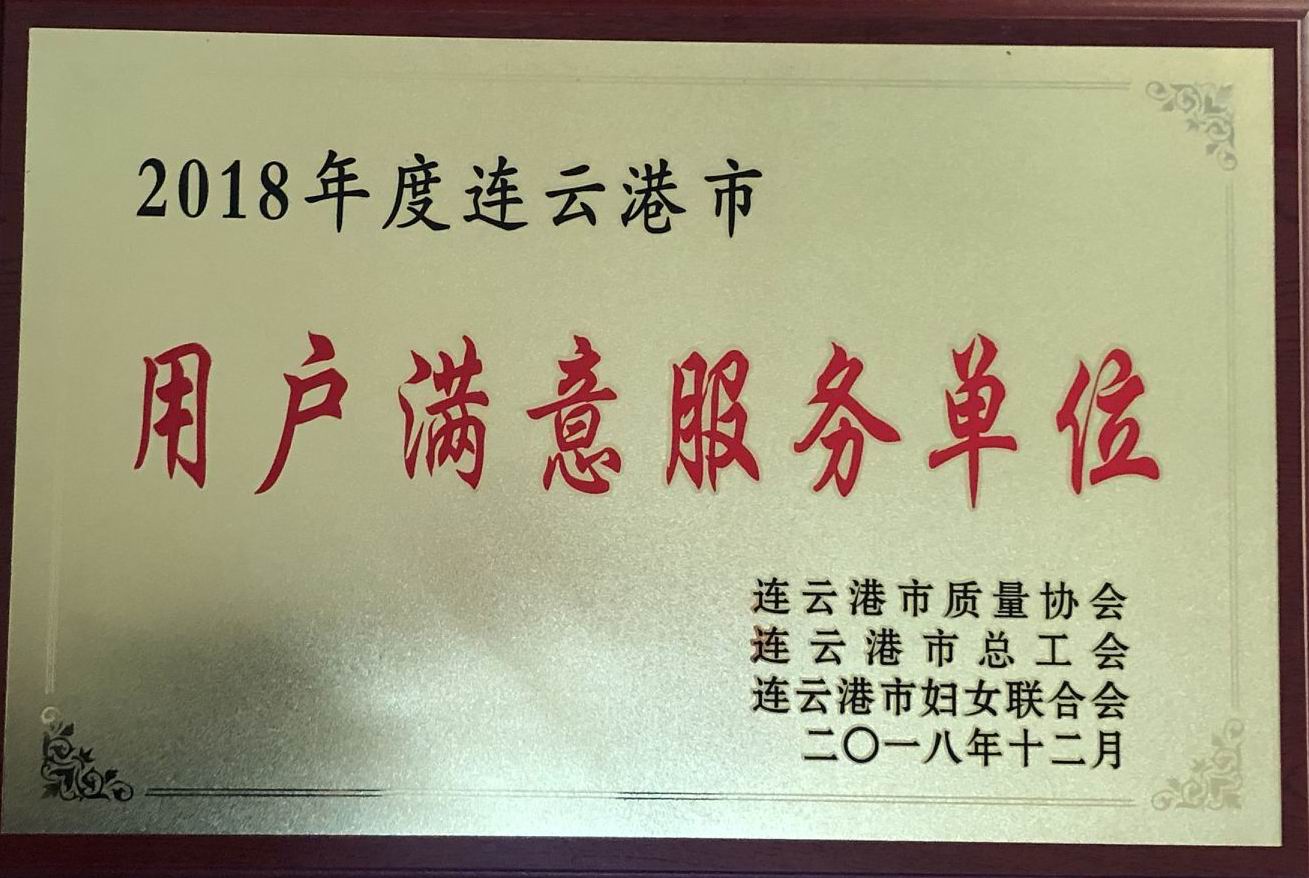 2018年度连云港市
用户满意服务单位
连云港市质量协会
连云港市总工会
连云港市妇女联合会
二〇一八年十二月